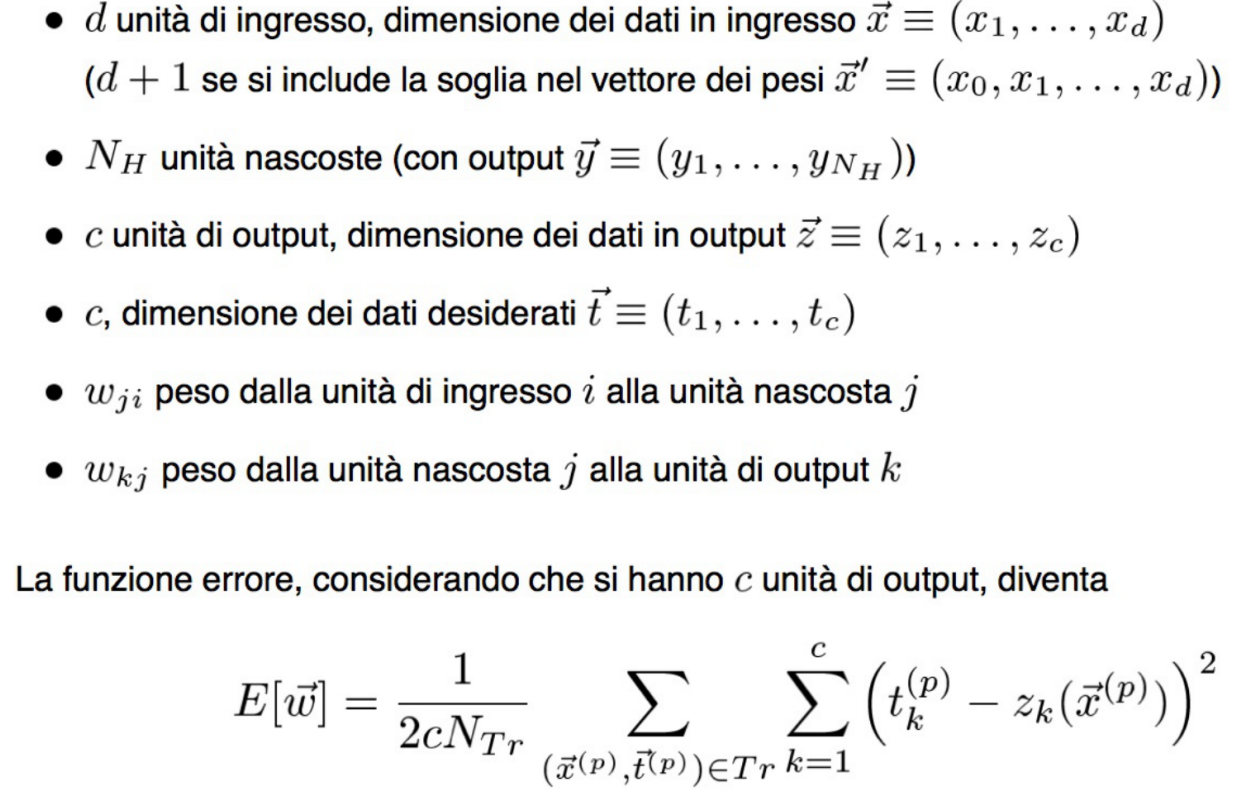 • d unità di ingresso, dimensione dei dati in ingresso $\vec{x} \equiv (x_1, \ldots, x_d)$
($d + 1$ se si include la soglia nel vettore dei pesi $\vec{x}' \equiv (x_0, x_1, \ldots, x_d)$)
• $N_H$ unità nascoste (con output $\vec{y} \equiv (y_1, \ldots, y_{N_H})$)
• $c$ unità di output, dimensione dei dati in output $\vec{z} \equiv (z_1, \ldots, z_c)$
• $c$, dimensione dei dati desiderati $\vec{t} \equiv (t_1, \ldots, t_c)$
• $w_{ji}$ peso dalla unità di ingresso $i$ alla unità nascosta $j$
• $w_{kj}$ peso dalla unità nascosta $j$ alla unità di output $k$
La funzione errore, considerando che si hanno $c$ unità di output, diventa
$E[\vec{w}] = \frac{1}{2cN_{Tr}} \sum_{(\vec{x}^{(p)}, \vec{t}^{(p)}) \in Tr} \sum_{k=1}^{c} \left( t_k^{(p)} - z_k(\vec{x}^{(p)}) \right)^2$